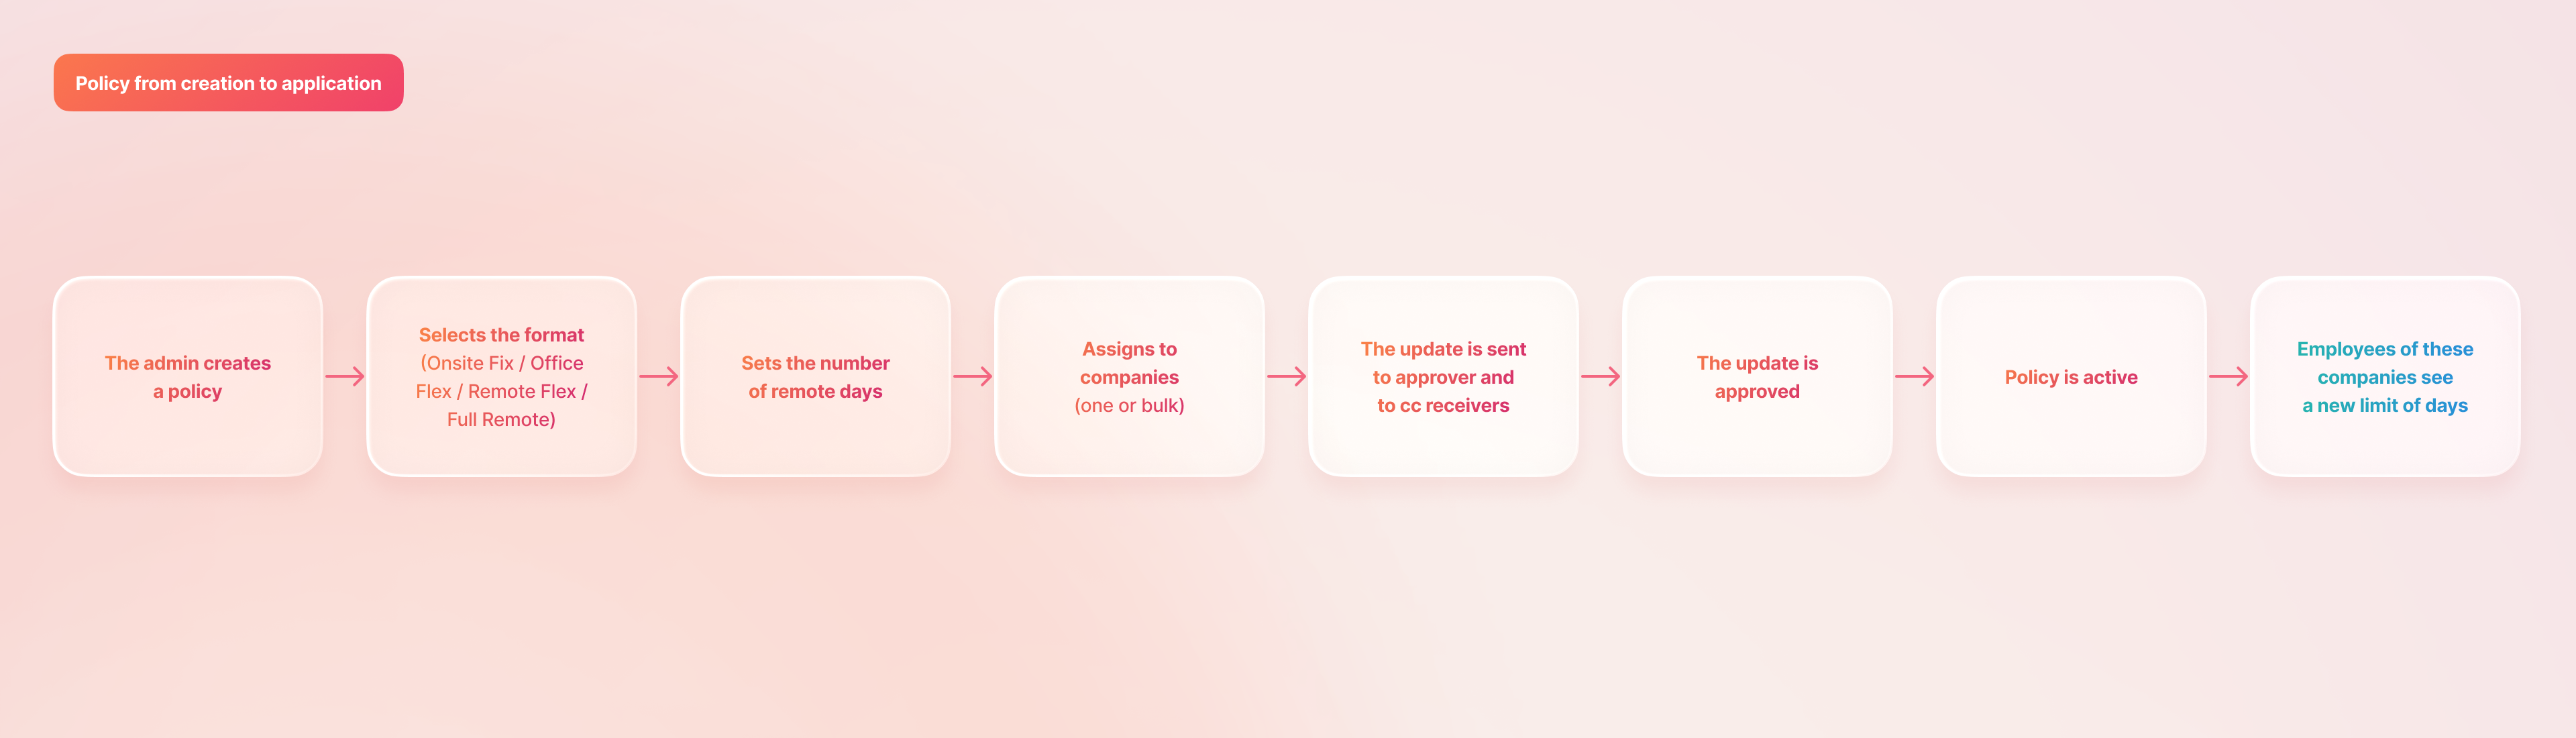 Policy from creation to application
The admin creates
a policy
Selects the format
(Onsite Fix / Office
Flex / Remote Flex /
Full Remote)
Sets the number
of remote days
Assigns to
companies
(one or bulk)
The update is sent
to approver and
to cc receivers
The update is
approved
Policy is active
Employees of these
companies see
a new limit of days